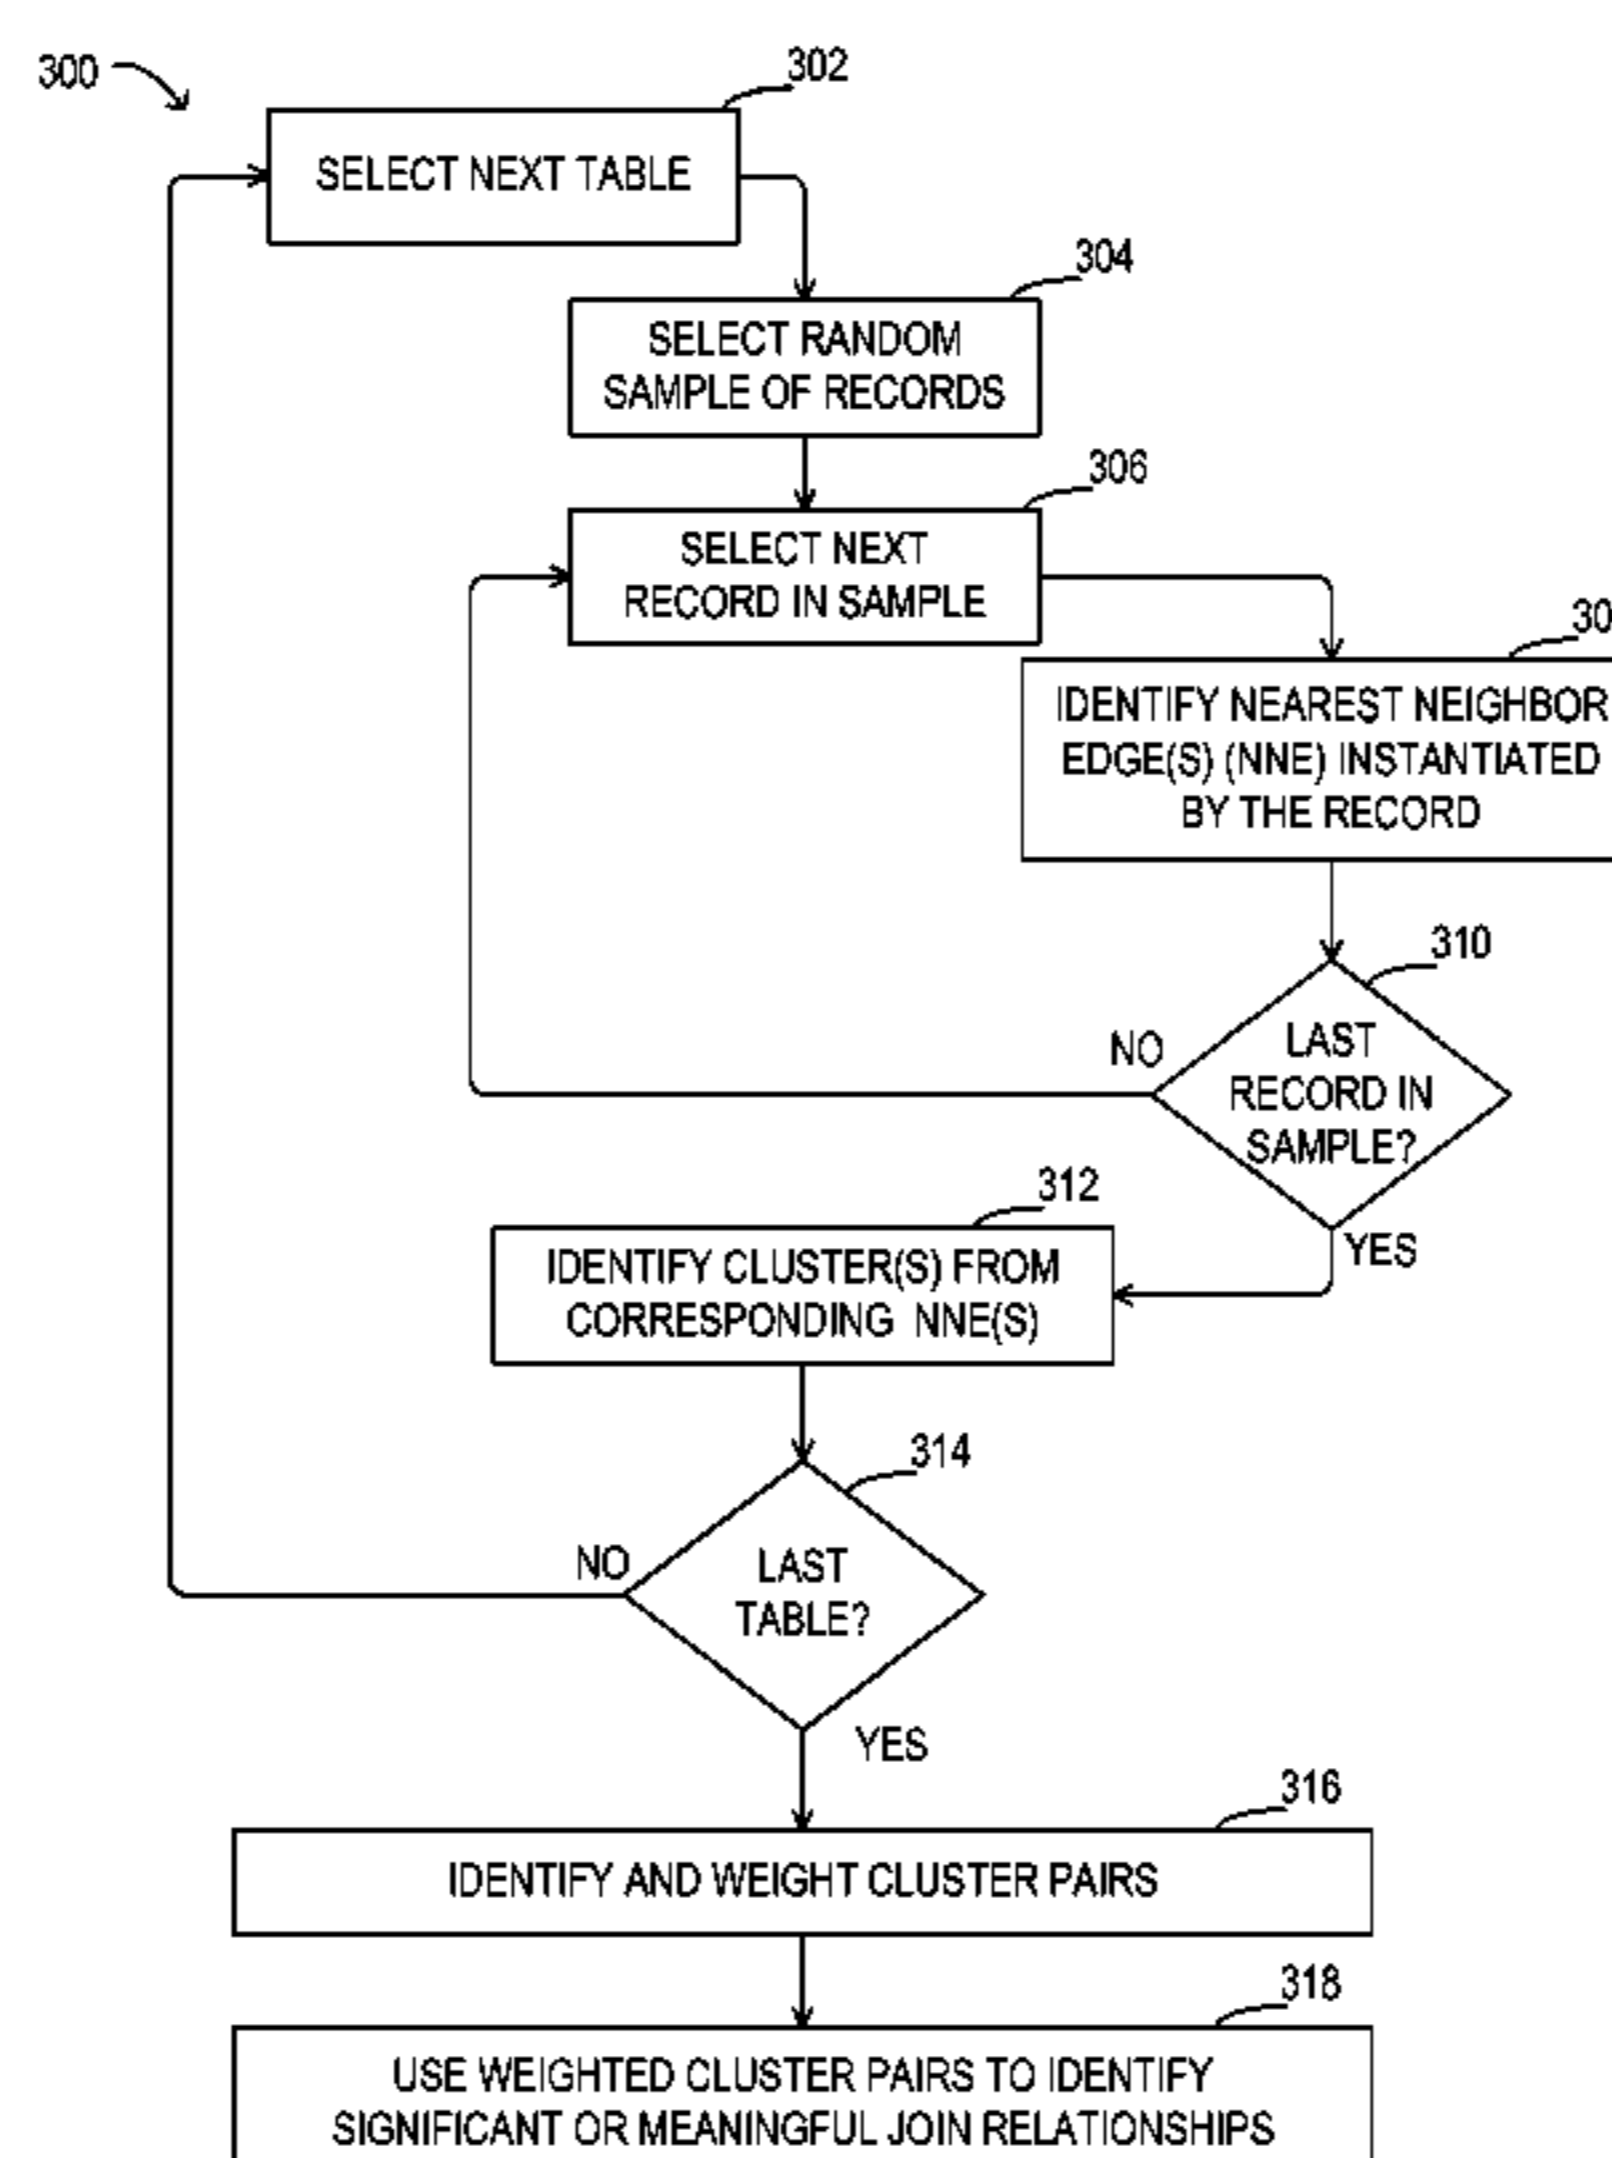 300
302
SELECT NEXT TABLE
304
SELECT RANDOM
SAMPLE OF RECORDS
306
SELECT NEXT
RECORD IN SAMPLE
30
IDENTIFY NEAREST NEIGHBOR
EDGE(S) (NNE) INSTANTIATED
BY THE RECORD
310
LAST
RECORD IN
SAMPLE?
NO
YES
312
IDENTIFY CLUSTER(S) FROM
CORRESPONDING NNE(S)
314
LAST
TABLE?
NO
YES
316
IDENTIFY AND WEIGHT CLUSTER PAIRS
318
USE WEIGHTED CLUSTER PAIRS TO IDENTIFY
SIGNIFICANT OR MEANINGFUL JOIN RELATIONSHIPS